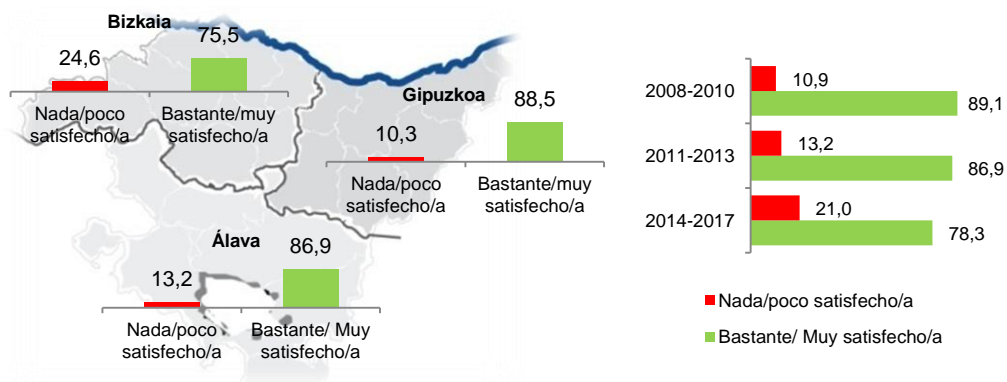 Bizkaia
24,6
75,5
Nada/poco
satisfecho/a
Bastante/muy
satisfecho/a
Gipuzkoa
10,3
88,5
Nada/poco
satisfecho/a
Bastante/muy
satisfecho/a
Álava
13,2
86,9
Nada/poco
satisfecho/a
Bastante/ Muy
satisfecho/a
2008-2010
10,9
89,1
2011-2013
13,2
86,9
2014-2017
21,0
78,3
Nada/poco satisfecho/a
Bastante/ Muy satisfecho/a